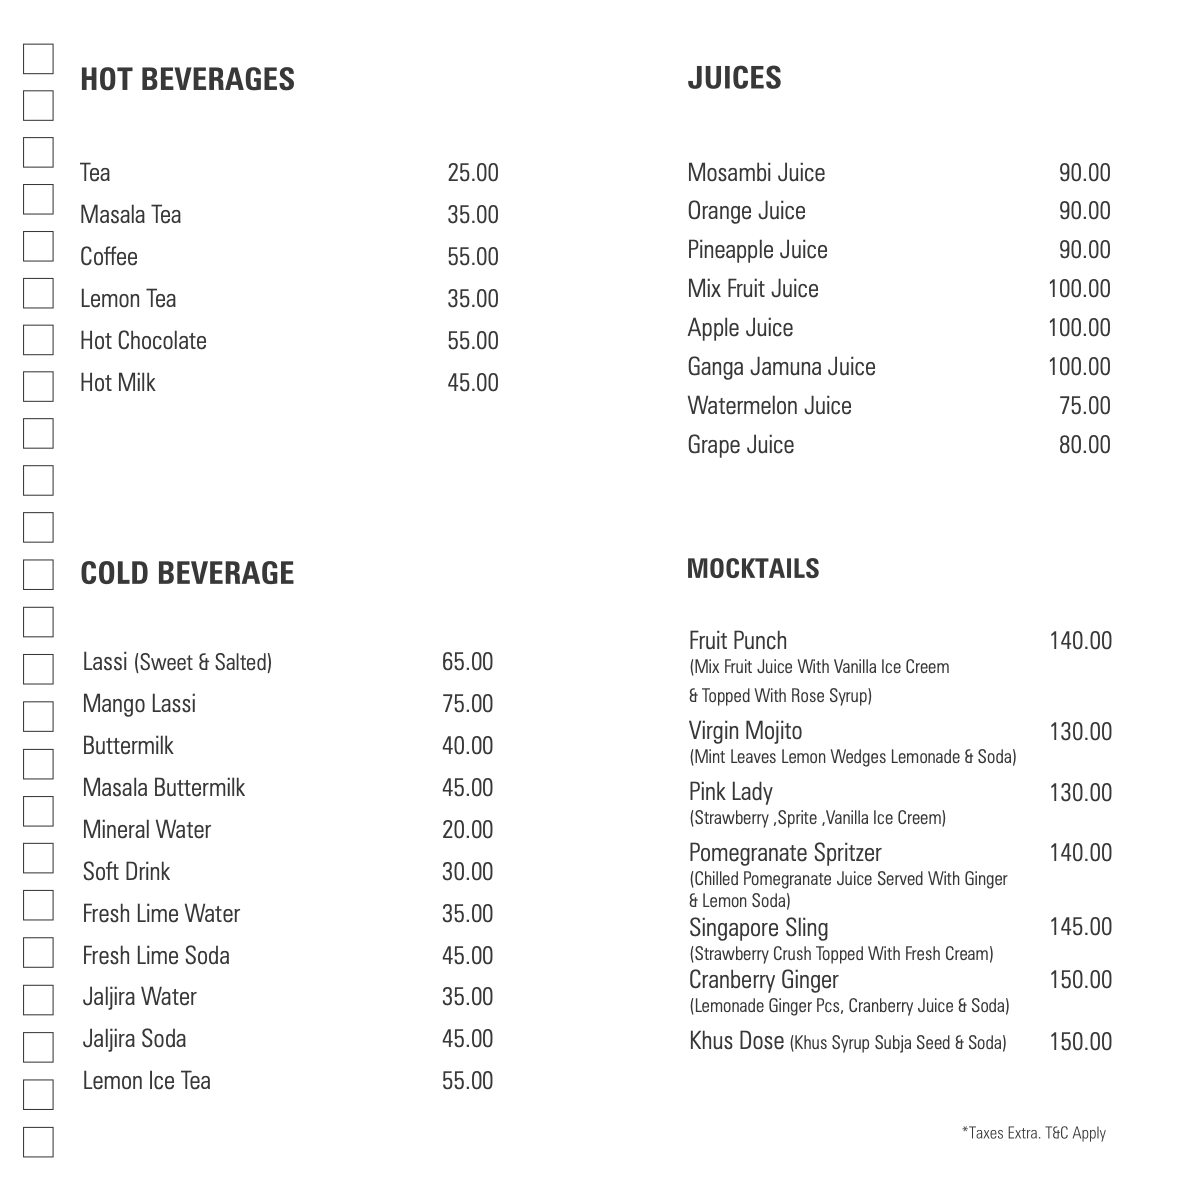 HOT BEVERAGES
Tea 25.00
Masala Tea 35.00
Coffee 55.00
Lemon Tea 35.00
Hot Chocolate 55.00
Hot Milk 45.00
JUICES
Mosambi Juice 90.00
Orange Juice 90.00
Pineapple Juice 90.00
Mix Fruit Juice 100.00
Apple Juice 100.00
Ganga Jamuna Juice 100.00
Watermelon Juice 75.00
Grape Juice 80.00
COLD BEVERAGE
Lassi (Sweet & Salted) 65.00
Mango Lassi 75.00
Buttermilk 40.00
Masala Buttermilk 45.00
Mineral Water 20.00
Soft Drink 30.00
Fresh Lime Water 35.00
Fresh Lime Soda 45.00
Jaljira Water 35.00
Jaljira Soda 45.00
Lemon Ice Tea 55.00
MOCKTAILS
Fruit Punch 140.00
(Mix Fruit Juice With Vanilla Ice Creem
& Topped With Rose Syrup)
Virgin Mojito 130.00
(Mint Leaves Lemon Wedges Lemonade & Soda)
Pink Lady 130.00
(Strawberry ,Sprite ,Vanilla Ice Creem)
Pomegranate Spritzer 140.00
(Chilled Pomegranate Juice Served With Ginger
& Lemon Soda)
Singapore Sling 145.00
(Strawberry Crush Topped With Fresh Cream)
Cranberry Ginger 150.00
(Lemonade Ginger Pcs, Cranberry Juice & Soda)
Khus Dose (Khus Syrup Subja Seed & Soda) 150.00
*Taxes Extra. T&C Apply